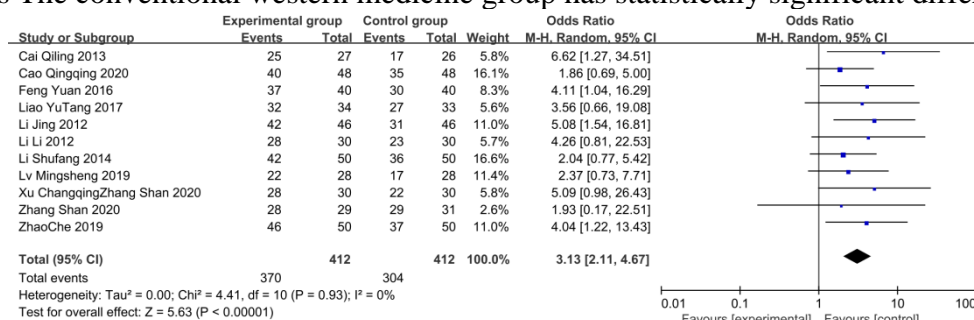 The conventional western medicine group has statistically significant
Experimental group Control group Odds Ratio Odds Ratio
Study or Subgroup Events Total Events Total Weight M-H. Random, 95% CI M-H. Random, 95% CI
Cai Qiling 2013 25 27 17 26 5.8% 6.62 [1.27, 34.51]
Cao Qingqing 2020 40 48 35 48 16.1% 1.86 [0.69, 5.00]
Feng Yuan 2016 37 40 30 40 8.3% 4.11 [1.04, 16.29]
Liao YuTang 2017 32 34 27 33 5.6% 3.56 [0.66, 19.08]
Li Jing 2012 42 46 31 46 11.0% 5.08 [1.54, 16.81]
Li Li 2012 28 30 23 30 5.7% 4.26 [0.81, 22.53]
Li Shufang 2014 42 50 36 50 16.6% 2.04 [0.77, 5.42]
Lv Mingsheng 2019 22 28 17 28 11.4% 2.37 [0.73, 7.71]
Xu ChangqingZhang Shan 2020 28 30 22 30 5.8% 5.09 [0.98, 26.43]
Zhang Shan 2020 28 29 29 31 2.6% 1.93 [0.17, 22.51]
ZhaoChe 2019 46 50 37 50 11.0% 4.04 [1.22, 13.43]
Total (95% CI) 412 412 100.0% 3.13 [2.11, 4.67]
Total events 370 304
Heterogeneity: Tau² = 0.00; Chi² = 4.41, df = 10 (P = 0.93); I² = 0%
Test for overall effect: Z = 5.63 (P < 0.00001)
0.01 0.1 1 10 100
Favours [experimental] Favours [control]